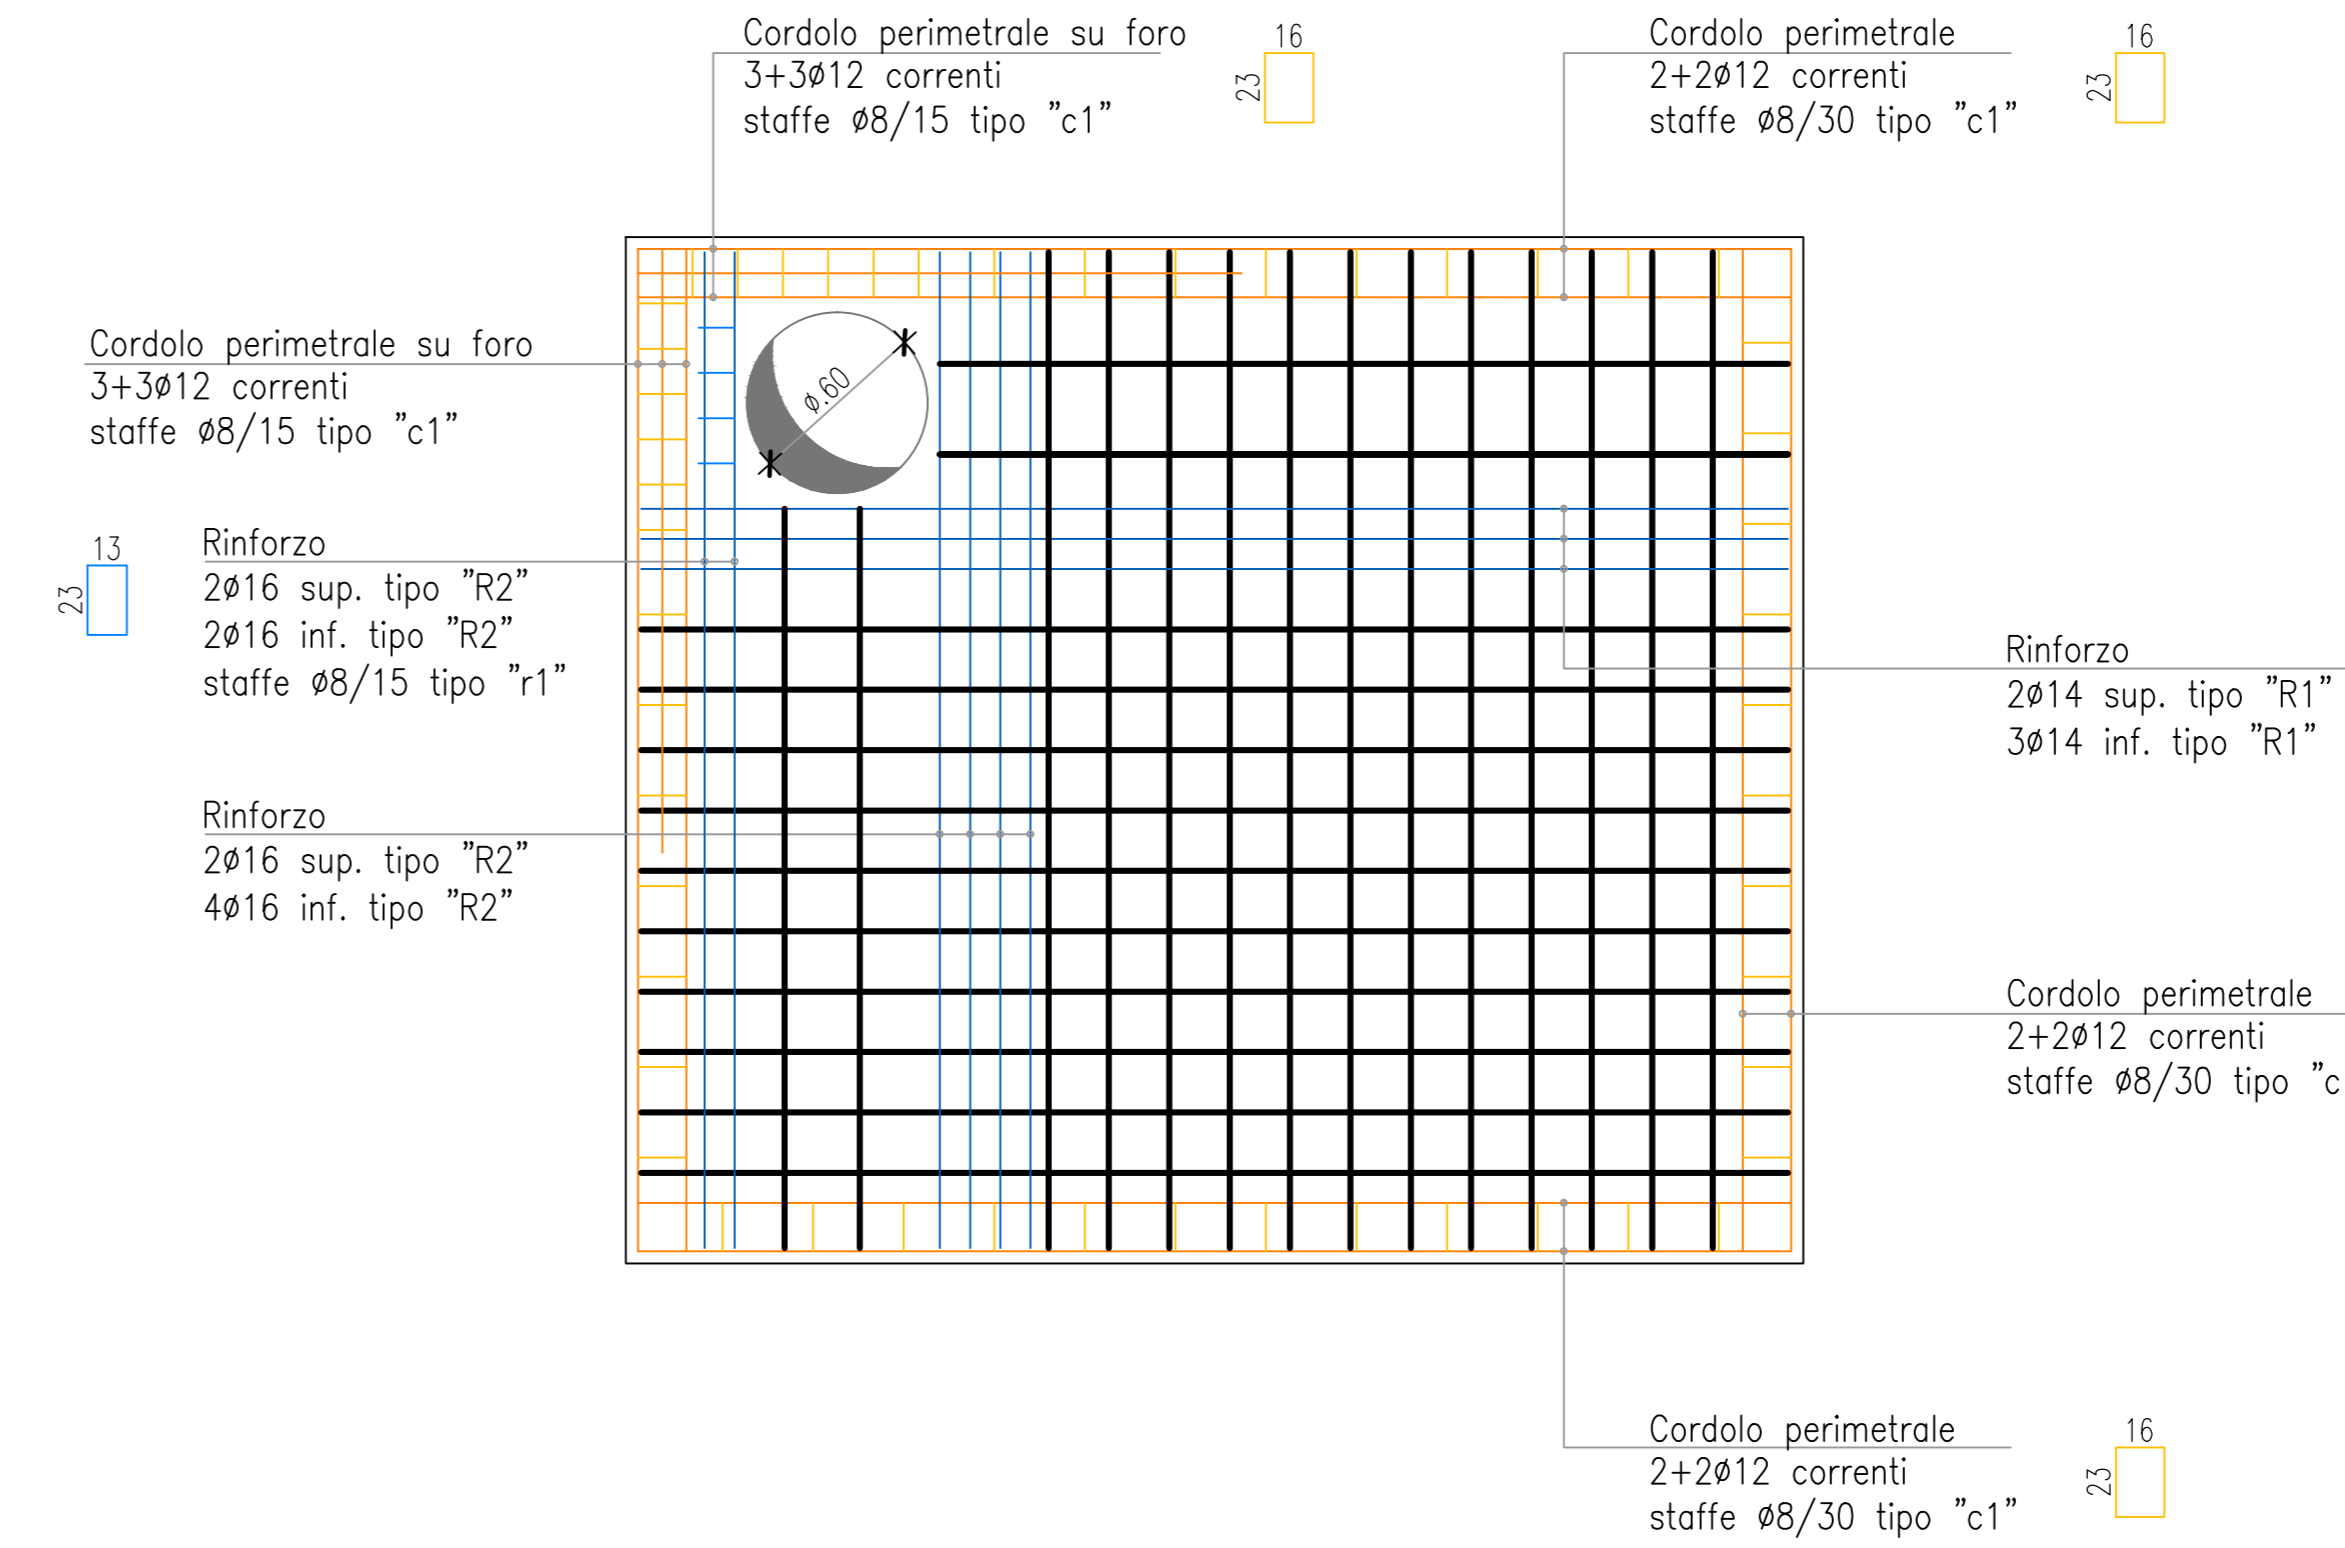 Cordolo perimetrale su foro
3+3ø12 correnti
staffe ø8/15 tipo "c1"
16
23
Cordolo perimetrale
2+2ø12 correnti
staffe ø8/30 tipo "c1"
16
23
Cordolo perimetrale su foro
3+3ø12 correnti
staffe ø8/15 tipo "c1"
ø.60
13
23
Rinforzo
2ø16 sup. tipo "R2"
2ø16 inf. tipo "R2"
staffe ø8/15 tipo "r1"
Rinforzo
2ø14 sup. tipo "R1"
3ø14 inf. tipo "R1"
Rinforzo
2ø16 sup. tipo "R2"
4ø16 inf. tipo "R2"
Cordolo perimetrale
2+2ø12 correnti
staffe ø8/30 tipo "c
Cordolo perimetrale
2+2ø12 correnti
staffe ø8/30 tipo "c1"
16
23